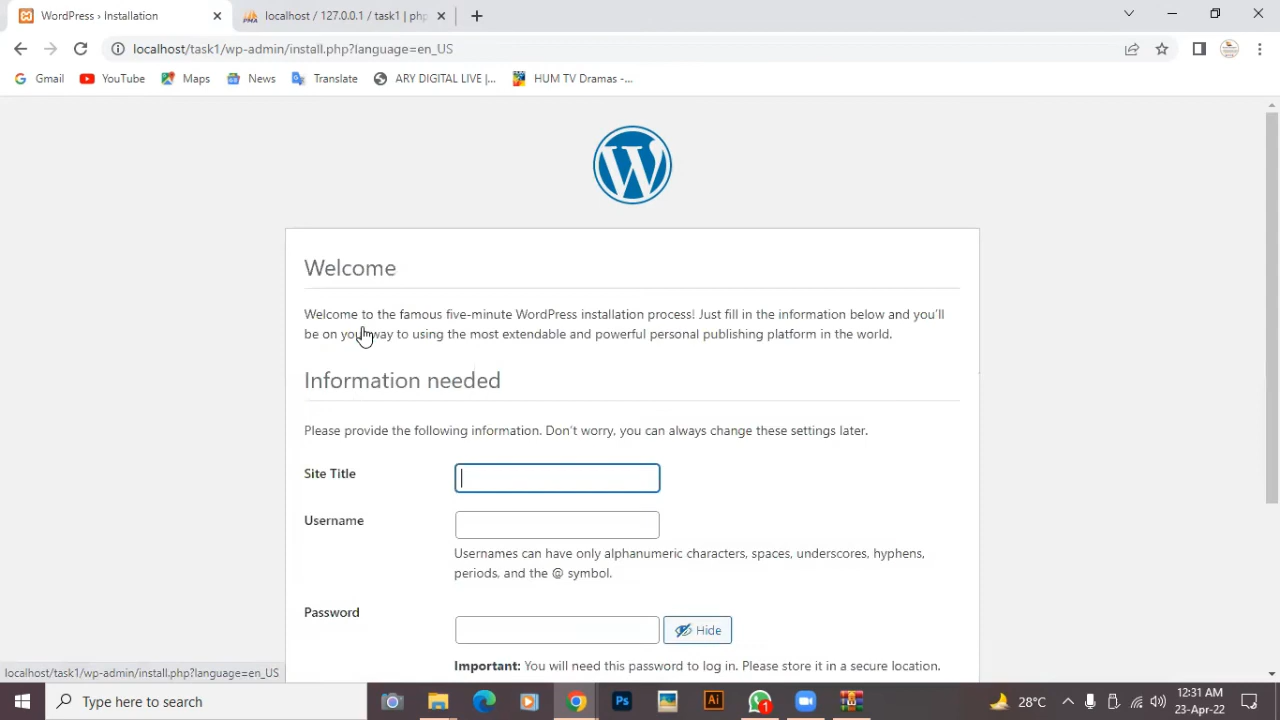 WordPress › Installation
localhost / 127.0.0.1 / task1 | php
localhost/task1/wp-admin/install.php?language=en_US
Gmail YouTube Maps News Translate ARY DIGITAL LIVE |... HUM TV Dramas -...
Welcome
Welcome to the famous five-minute WordPress installation process! Just fill in the information below and you'll
be on your way to using the most extendable and powerful personal publishing platform in the world.
Information needed
Please provide the following information. Don't worry, you can always change these settings later.
Site Title
Username
Usernames can have only alphanumeric characters, spaces, underscores, hyphens,
periods, and the @ symbol.
Password
Hide
Important: You will need this password to log in. Please store it in a secure location.
localhost/task1/wp-admin/install.php?language=en_US
Type here to search
Ps
Ai
1
28°C
12:31 AM
23-Apr-22